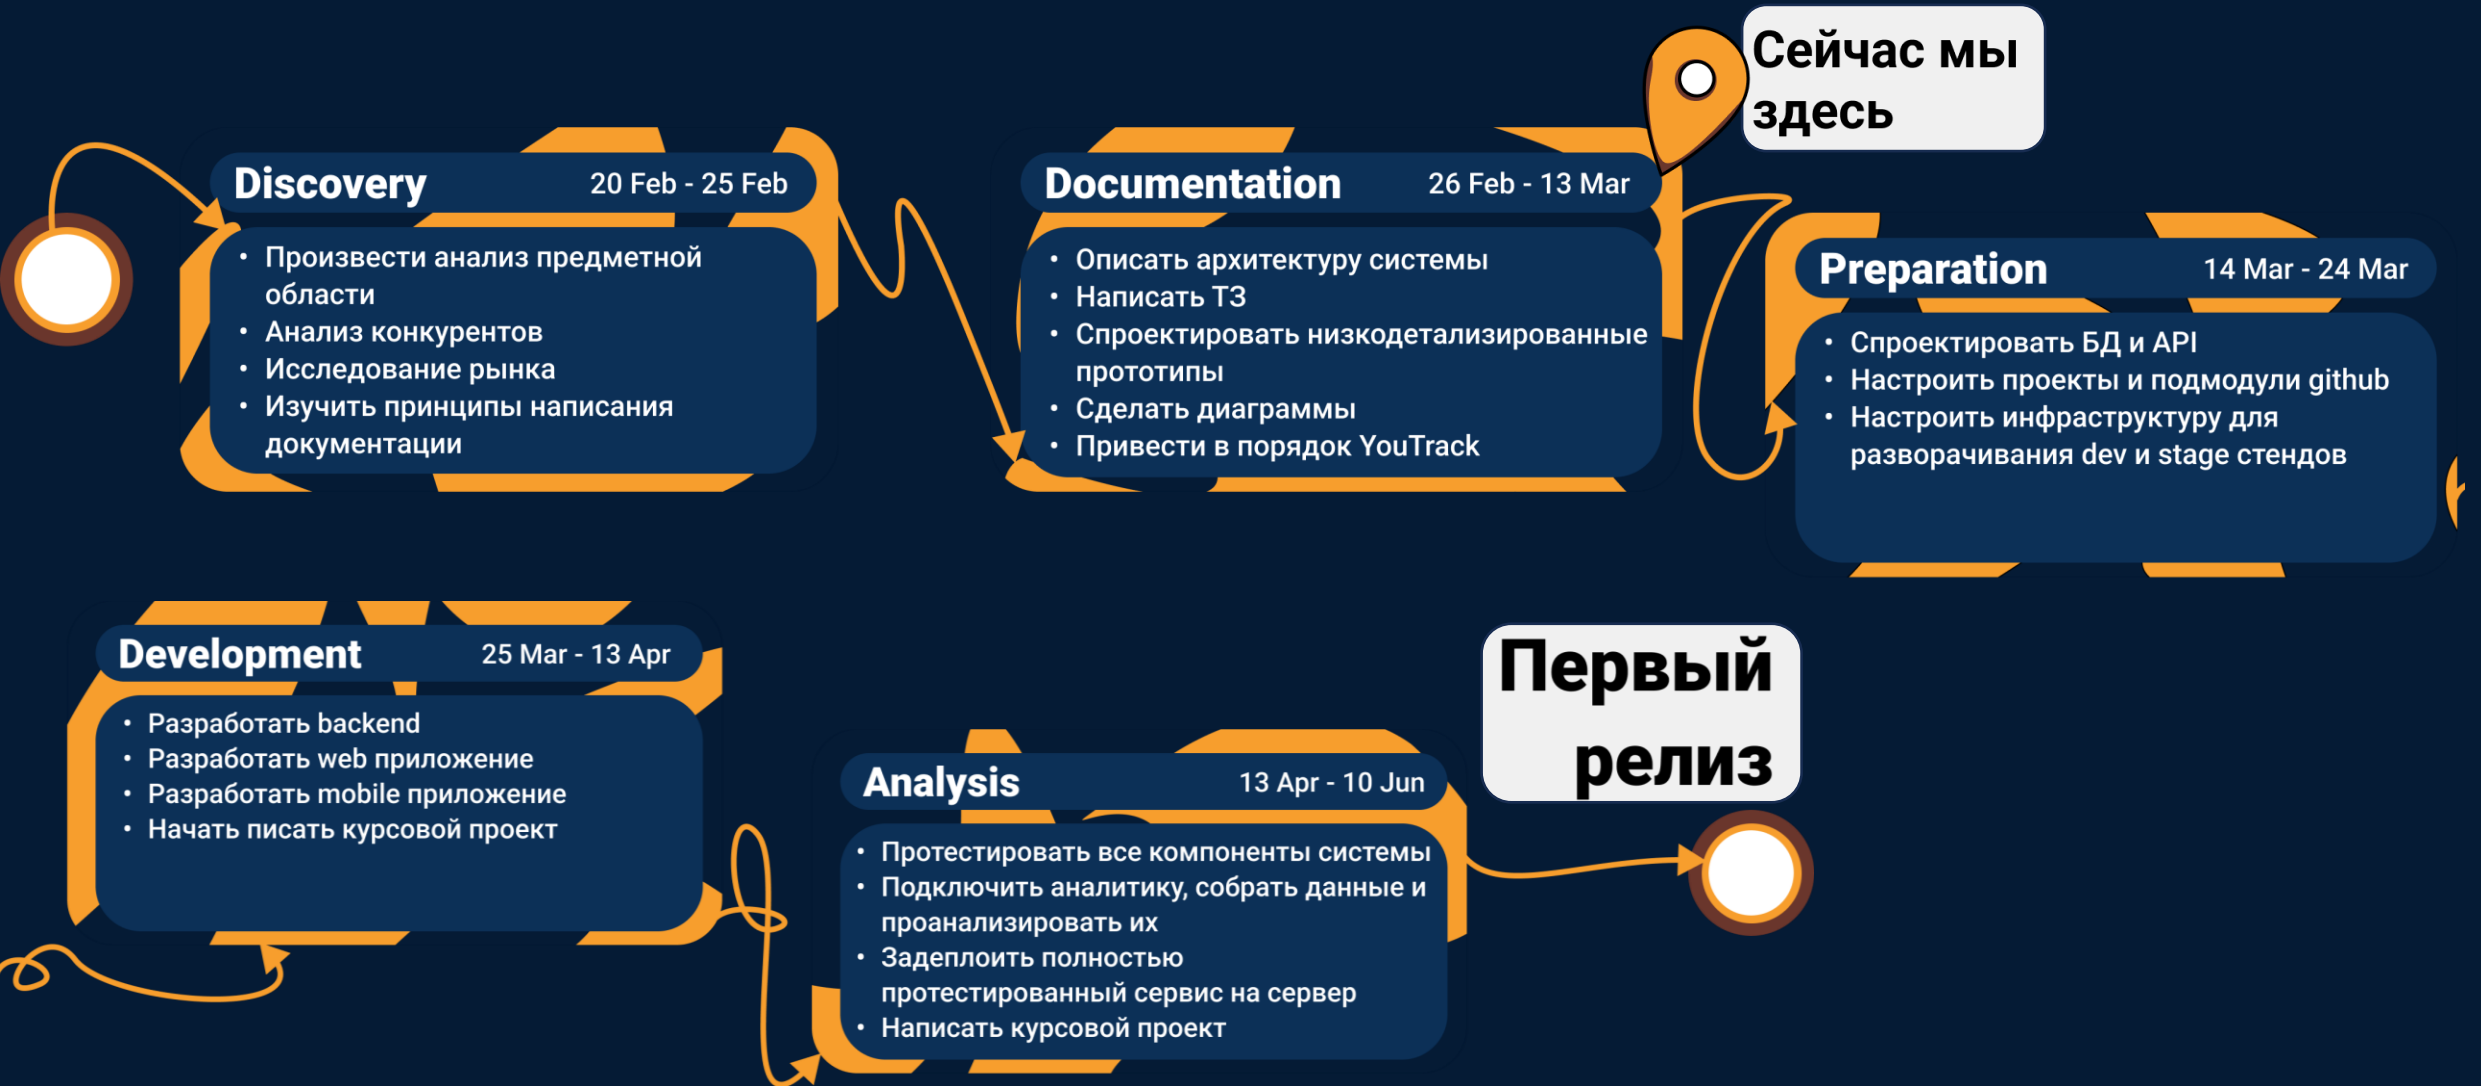 Сейчас мы
здесь
Discovery 20 Feb - 25 Feb
• Произвести анализ предметной
области
• Анализ конкурентов
• Исследование рынка
• Изучить принципы написания
документации
Documentation 26 Feb - 13 Mar
• Описать архитектуру системы
• Написать ТЗ
• Спроектировать низкодетализированные
прототипы
• Сделать диаграммы
• Привести в порядок YouTrack
Preparation 14 Mar - 24 Mar
• Спроектировать БД и API
• Настроить проекты и подмодули github
• Настроить инфраструктуру для
разворачивания dev и stage стендов
Development 25 Mar - 13 Apr
• Разработать backend
• Разработать web приложение
• Разработать mobile приложение
• Начать писать курсовой проект
Analysis 13 Apr - 10 Jun
• Протестировать все компоненты системы
• Подключить аналитику, собрать данные и
проанализировать их
• Задеплоить полностью
протестированный сервис на сервер
• Написать курсовой проект
Первый
релиз